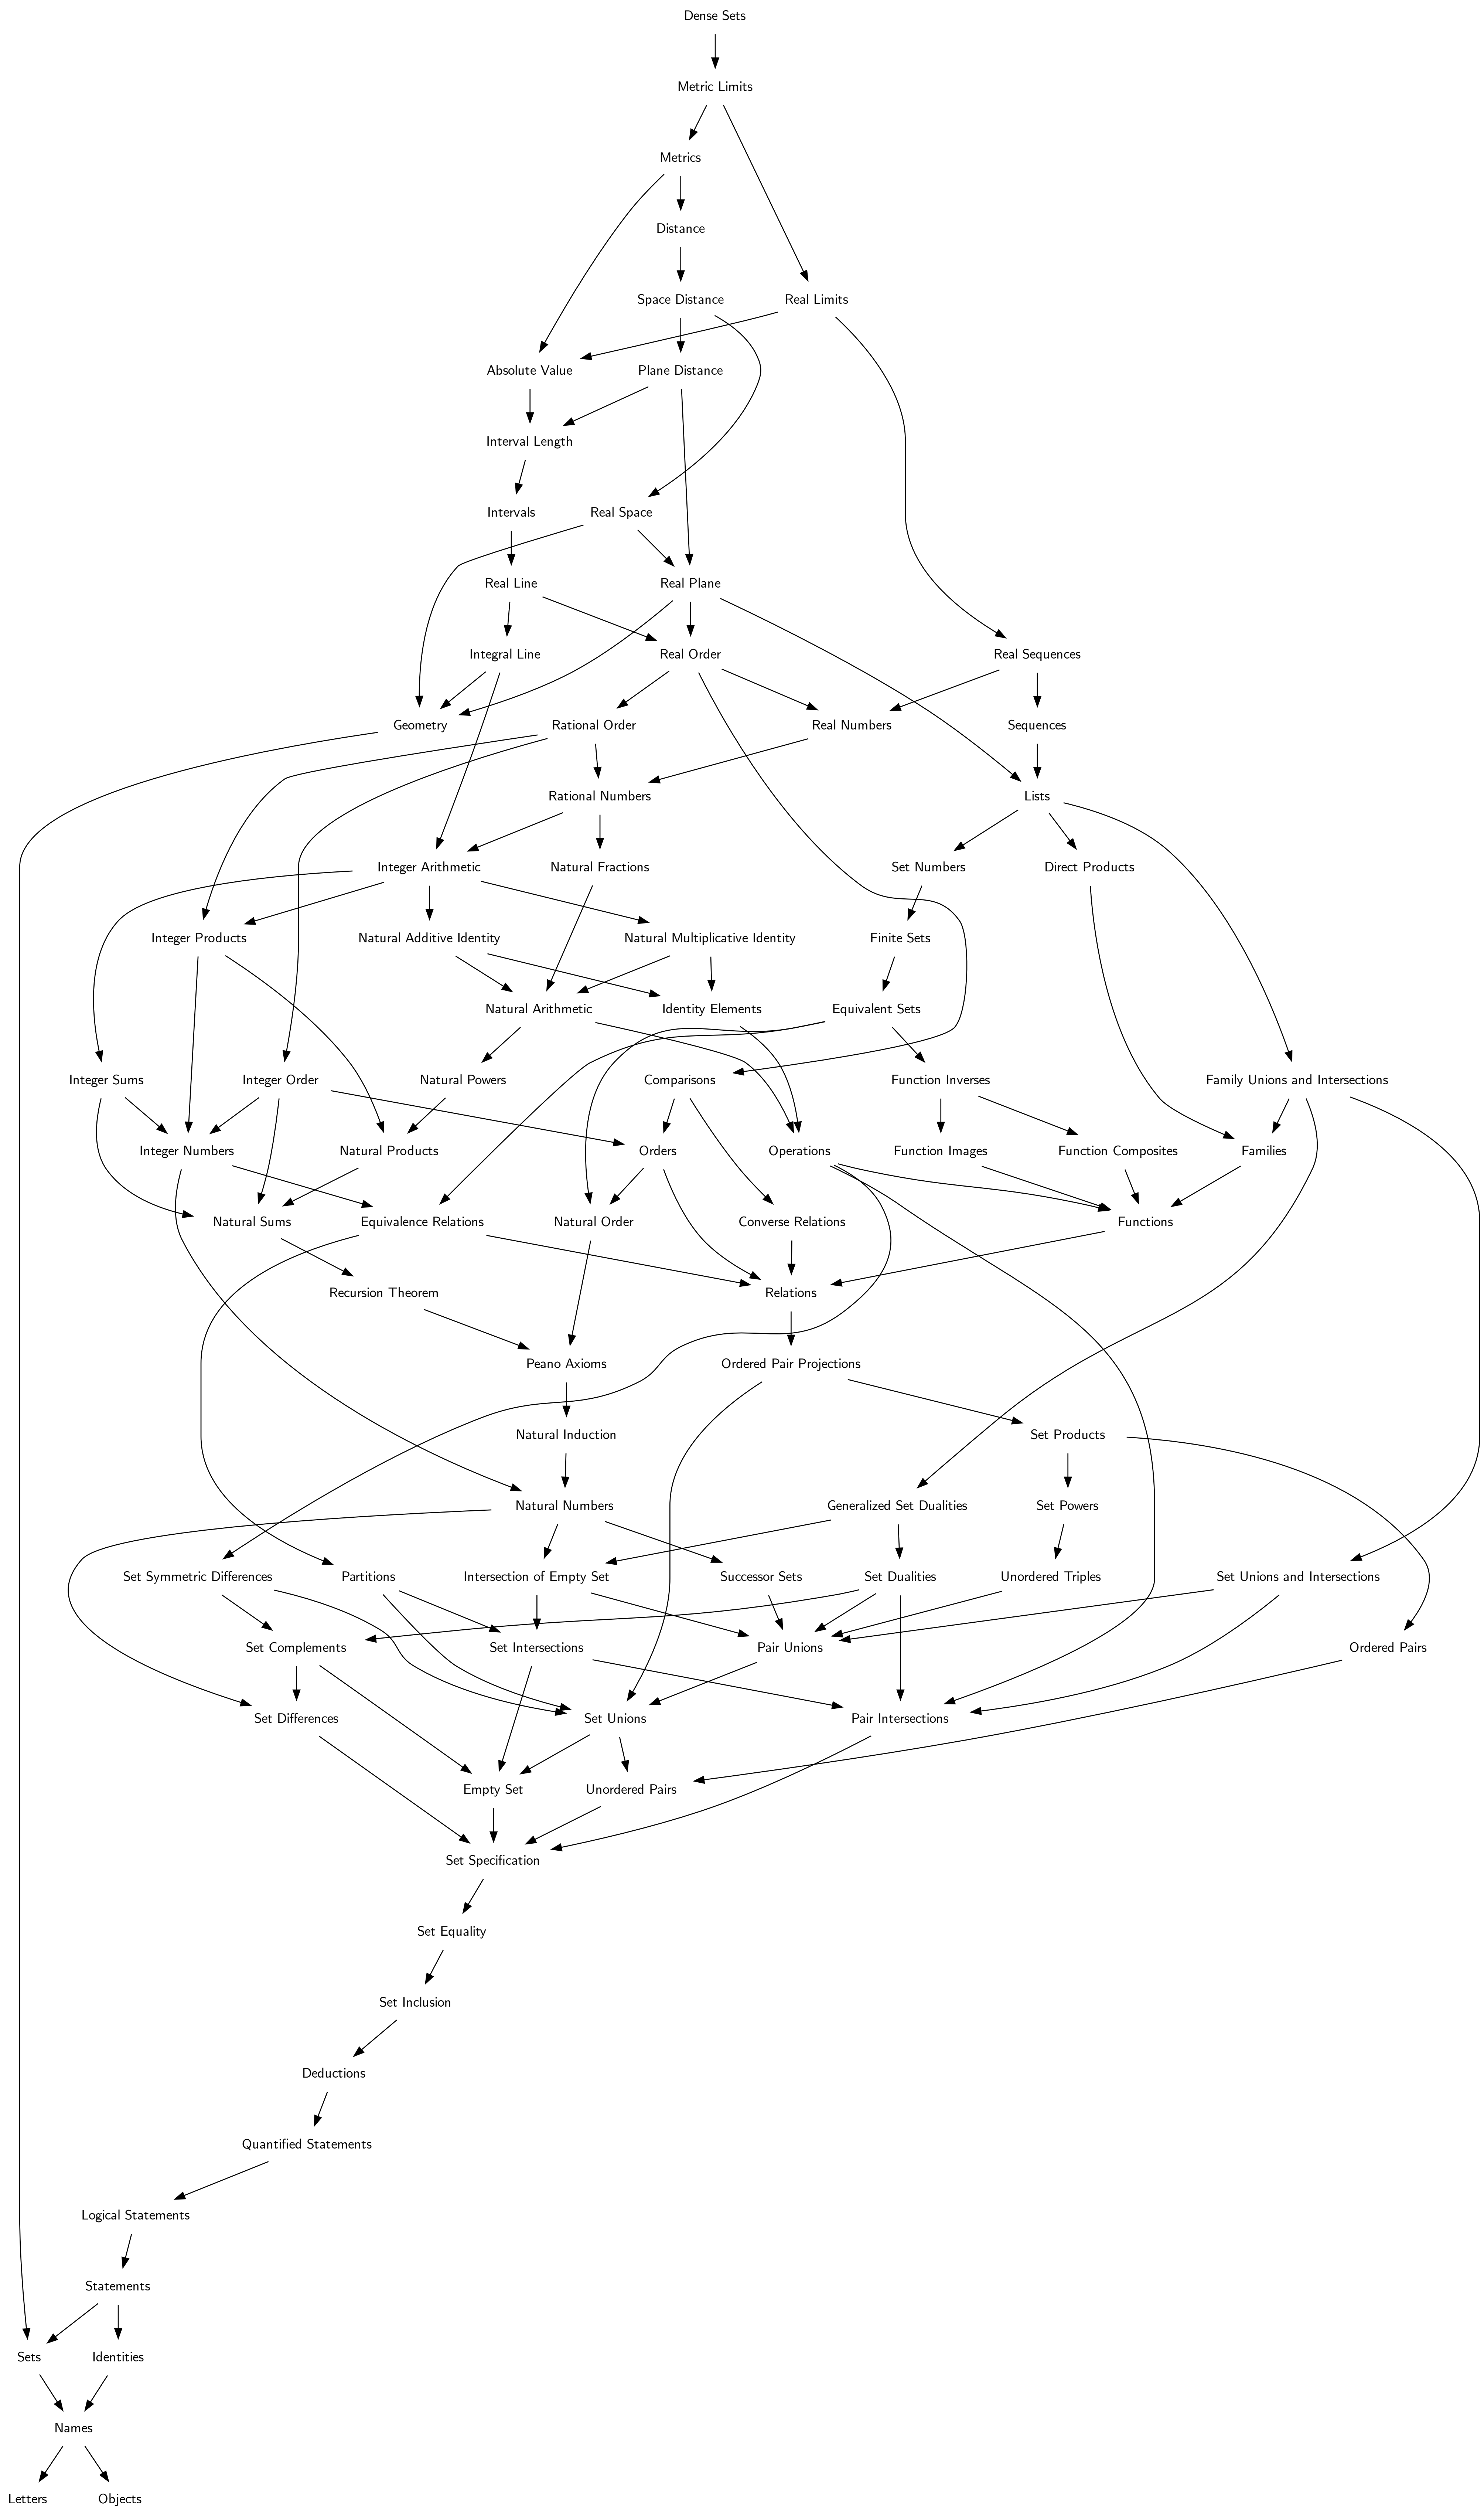 Dense Sets
Metric Limits
Metrics
Distance
Space Distance
Real Limits
Absolute Value
Plane Distance
Interval Length
Intervals
Real Space
Real Line
Real Plane
Integral Line
Real Order
Real Sequences
Geometry
Rational Order
Real Numbers
Sequences
Rational Numbers
Lists
Integer Arithmetic
Natural Fractions
Set Numbers
Direct Products
Integer Products
Natural Additive Identity
Natural Multiplicative Identity
Finite Sets
Natural Arithmetic
Identity Elements
Equivalent Sets
Integer Sums
Integer Order
Natural Powers
Comparisons
Function Inverses
Family Unions and Intersections
Integer Numbers
Natural Products
Orders
Operations
Function Images
Function Composites
Families
Natural Sums
Equivalence Relations
Natural Order
Converse Relations
Functions
Recursion Theorem
Relations
Peano Axioms
Ordered Pair Projections
Natural Induction
Set Products
Natural Numbers
Generalized Set Dualities
Set Powers
Set Symmetric Differences
Partitions
Intersection of Empty Set
Successor Sets
Set Dualities
Unordered Triples
Set Unions and Intersections
Set Complements
Set Intersections
Pair Unions
Ordered Pairs
Set Differences
Set Unions
Pair Intersections
Empty Set
Unordered Pairs
Set Specification
Set Equality
Set Inclusion
Deductions
Quantified Statements
Logical Statements
Statements
Sets
Identities
Names
Letters
Objects